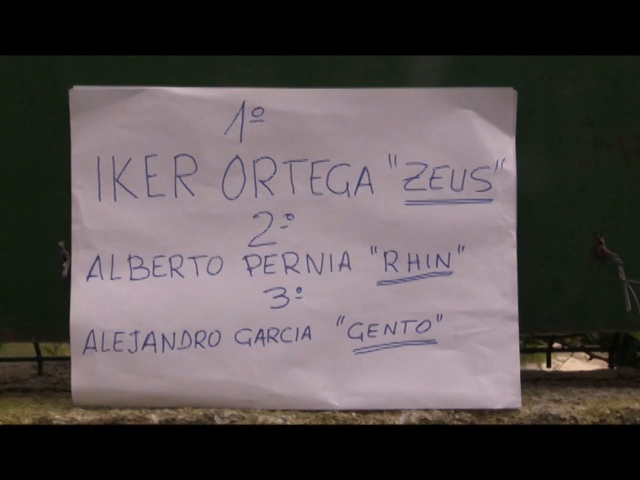 1º
IKER ORTEGA "ZEUS"
2º
ALBERTO PERNIA "RHIN"
3º
ALEJANDRO GARCIA "GENTO"